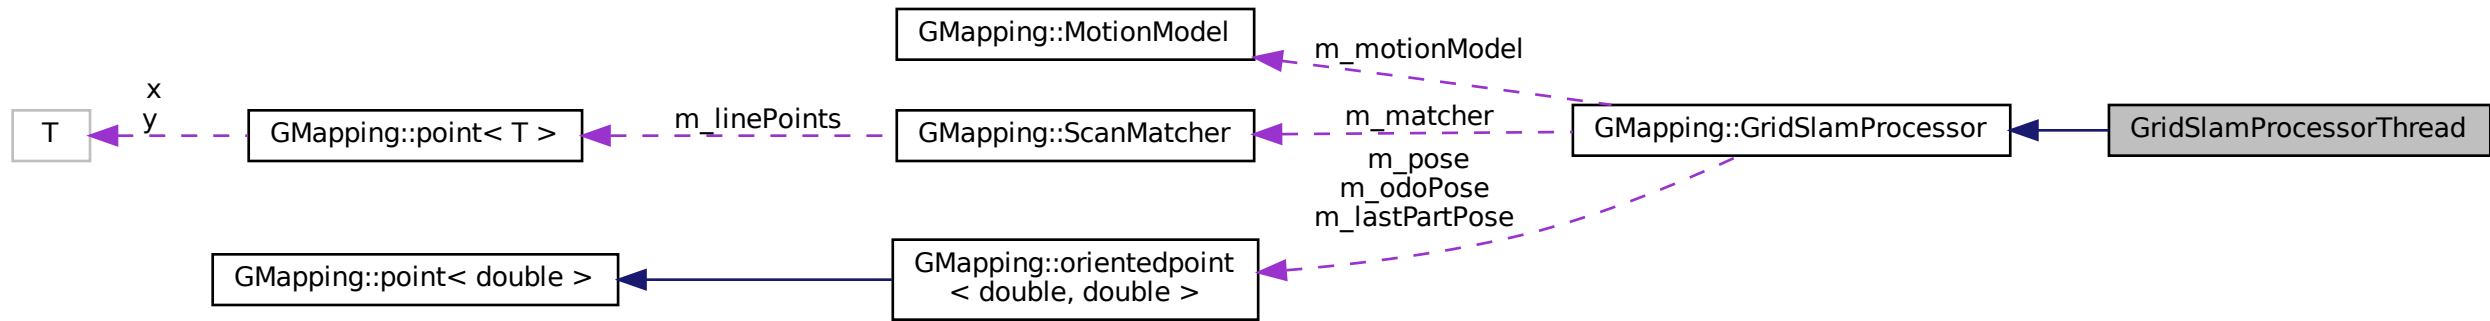 GMapping::MotionModel
m_motionModel
x
y
T
GMapping::point< T >
m_linePoints
GMapping::ScanMatcher
m_matcher
GMapping::GridSlamProcessor
GridSlamProcessorThread
m_pose
m_odoPose
m_lastPartPose
GMapping::point< double >
GMapping::orientedpoint
< double, double >